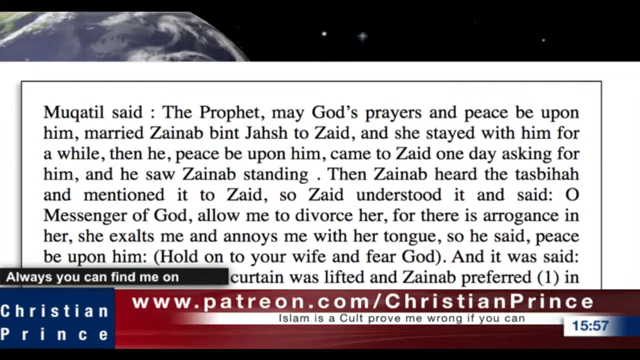 Muqatil said : The Prophet, may God's prayers and peace be upon
him, married Zainab bint Jahsh to Zaid, and she stayed with him for
a while, then he, peace be upon him, came to Zaid one day asking for
him, and he saw Zainab standing . Then Zainab heard the tasbihah
and mentioned it to Zaid, so Zaid understood it and said: O
Messenger of God, allow me to divorce her, for there is arrogance in
her, she exalts me and annoys me with her tongue, so he said, peace
be upon him: (Hold on to your wife and fear God). And it was said:
curtain was lifted and Zainab preferred (1) in
Always you can find me on
Christian
Prince
www.patreon.com/ChristianPrince
Islam is a Cult prove me wrong if you can
15:57